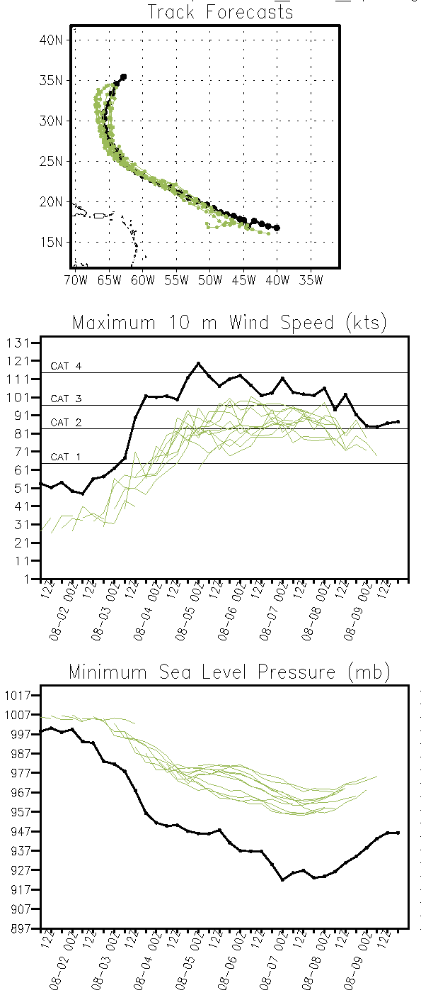 Track Forecasts
40N
35N
30N
25N
20N
15N
70W 65W 60W 55W 50W 45W 40W 35W
Maximum 10 m Wind Speed (kts)
131
121
111
101
91
81
71
61
51
41
31
21
11
1
CAT 4
CAT 3
CAT 2
CAT 1
12Z 08-02 00Z 12Z 08-03 00Z 12Z 08-04 00Z 12Z 08-05 00Z 12Z 08-06 00Z 12Z 08-07 00Z 12Z 08-08 00Z 12Z 08-09 00Z 12Z
Minimum Sea Level Pressure (mb)
1017
1007
997
987
977
967
957
947
937
927
917
907
897
12Z 08-02 00Z 12Z 08-03 00Z 12Z 08-04 00Z 12Z 08-05 00Z 12Z 08-06 00Z 12Z 08-07 00Z 12Z 08-08 00Z 12Z 08-09 00Z 12Z